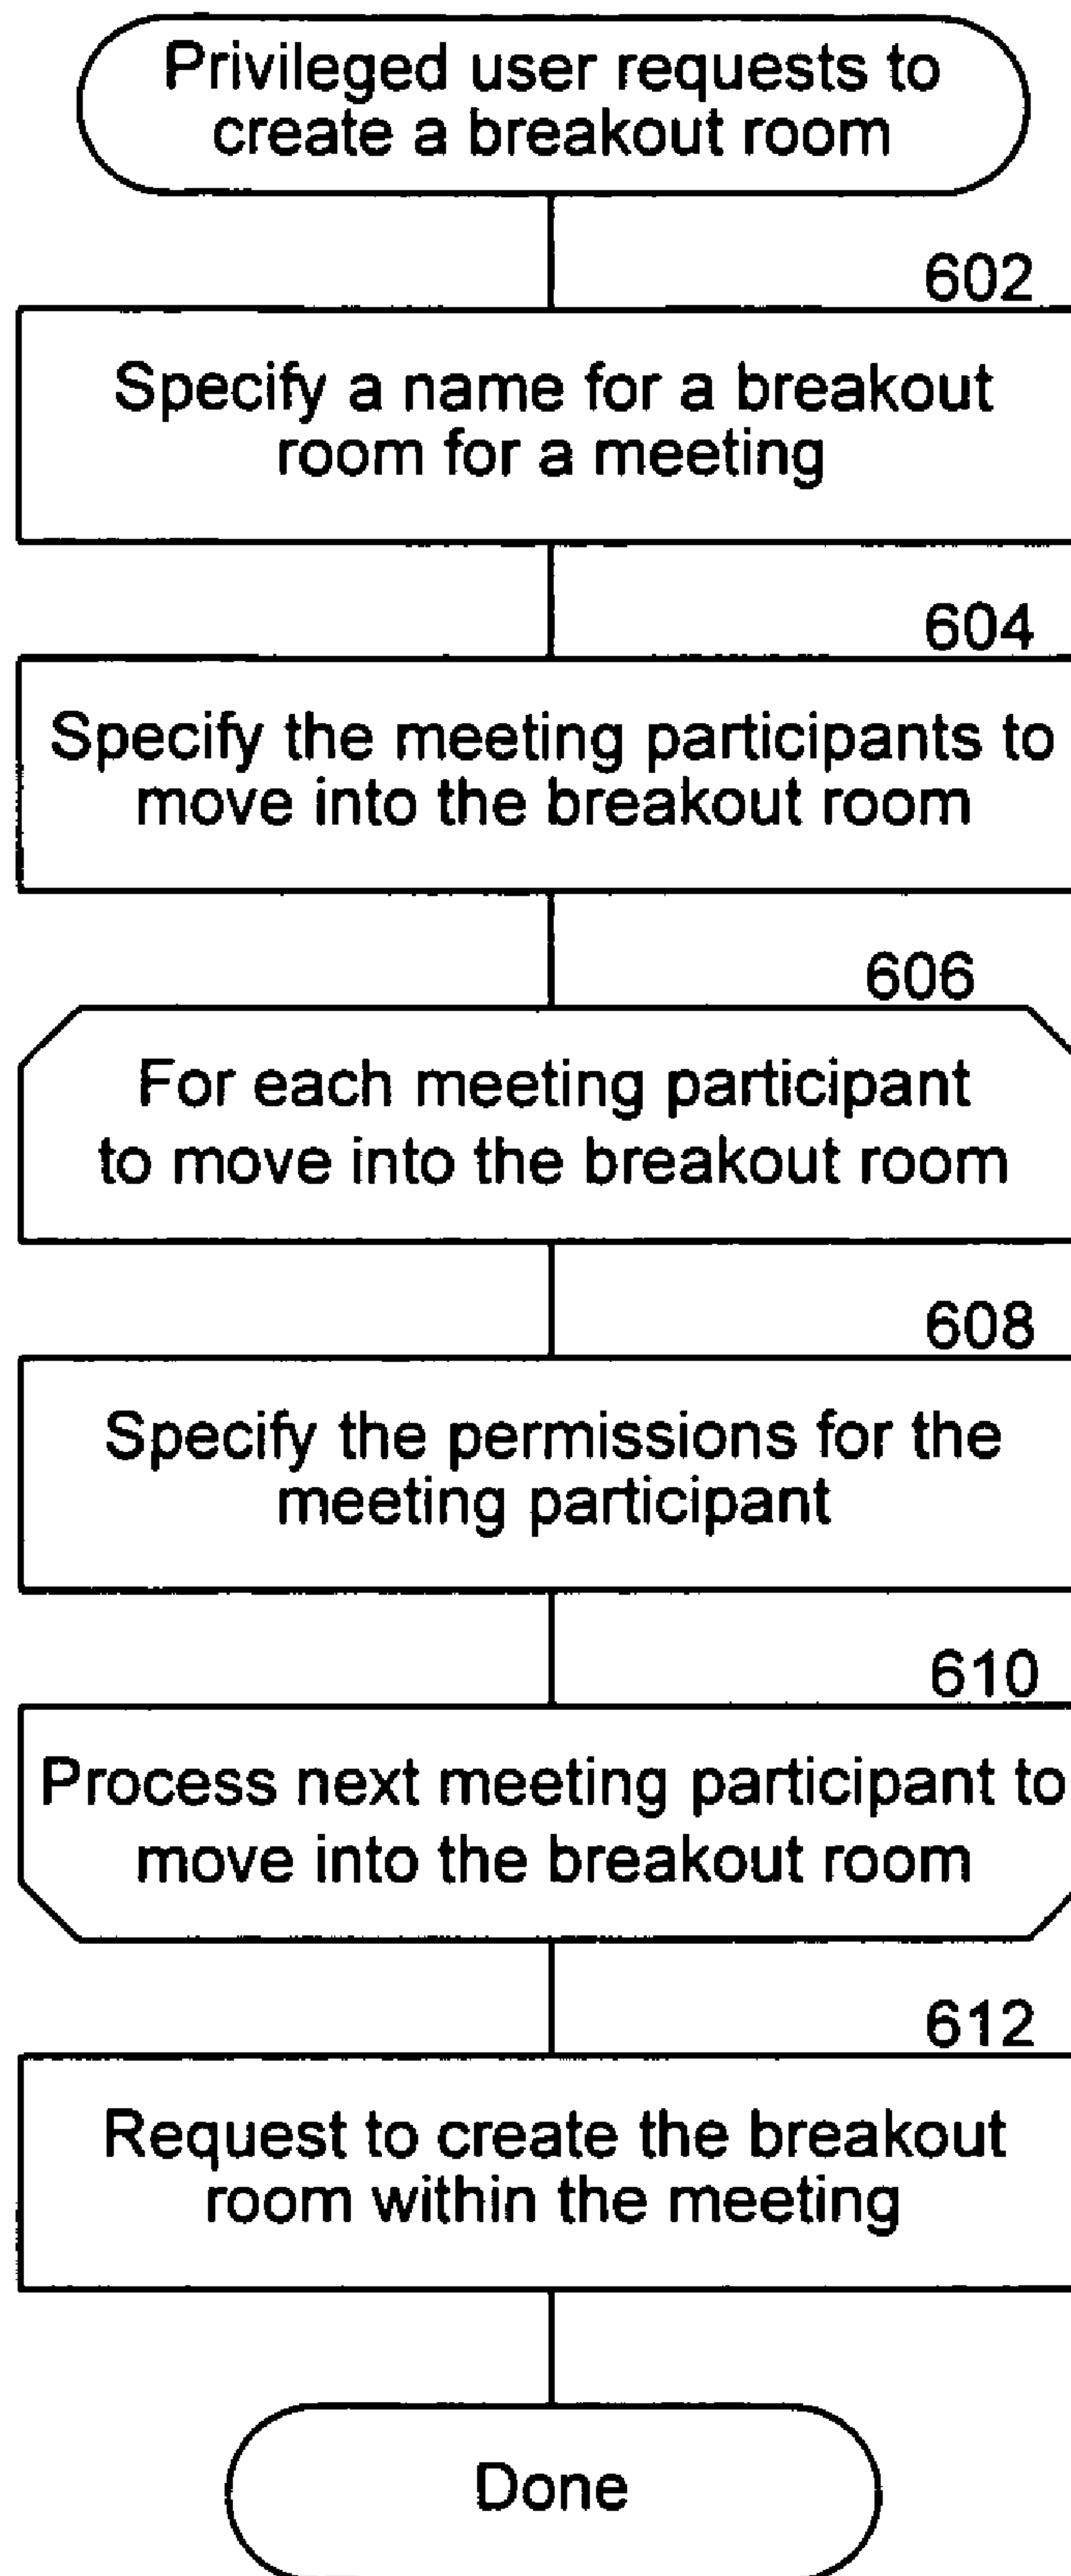 Privileged user requests to
create a breakout room
602
Specify a name for a breakout
room for a meeting
604
Specify the meeting participants to
move into the breakout room
606
For each meeting participant
to move into the breakout room
608
Specify the permissions for the
meeting participant
610
Process next meeting participant to
move into the breakout room
612
Request to create the breakout
room within the meeting
Done